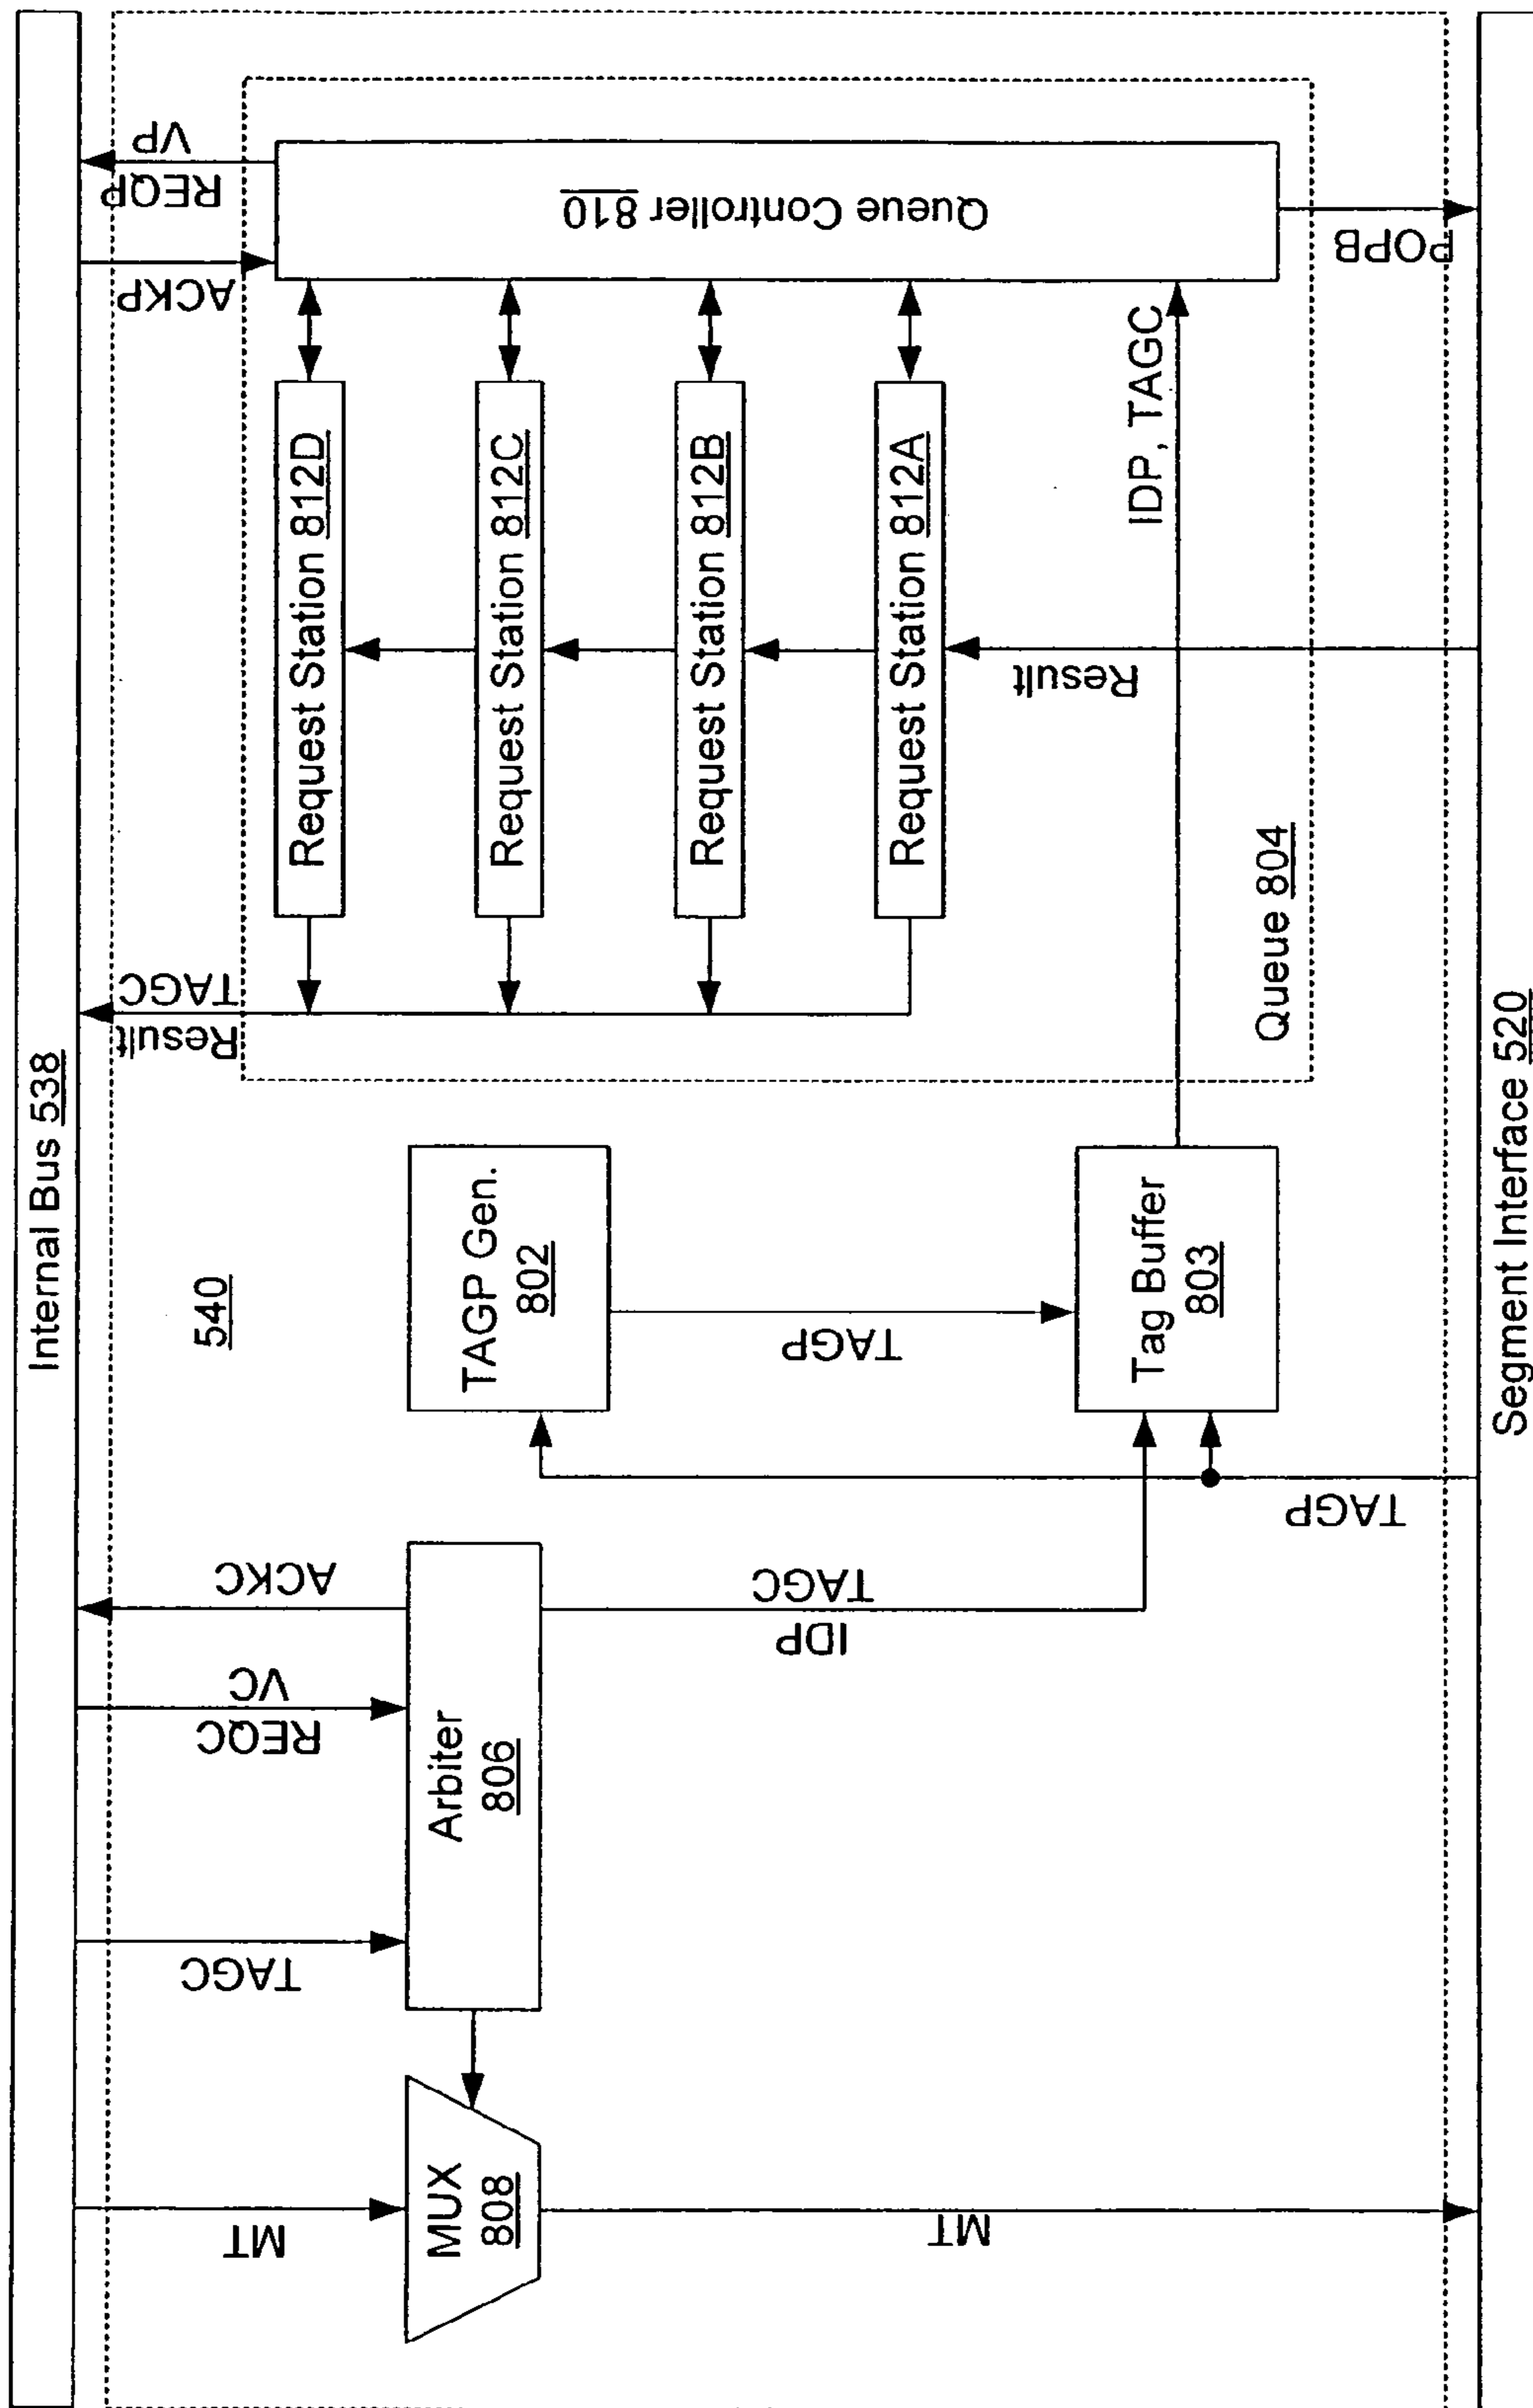 Internal Bus 538
540
MT
TAGC
REQC
VC
ACKC
Result
TAGC
ACKP
REQP
VP
MUX
808
Arbiter
806
TAGP Gen.
802
Request Station 812D
Request Station 812C
Request Station 812B
Request Station 812A
Queue Controller 810
IDP
TAGC
TAGP
Tag Buffer
803
Result
IDP, TAGC
Queue 804
MT
TAGP
POPB
Segment Interface 520